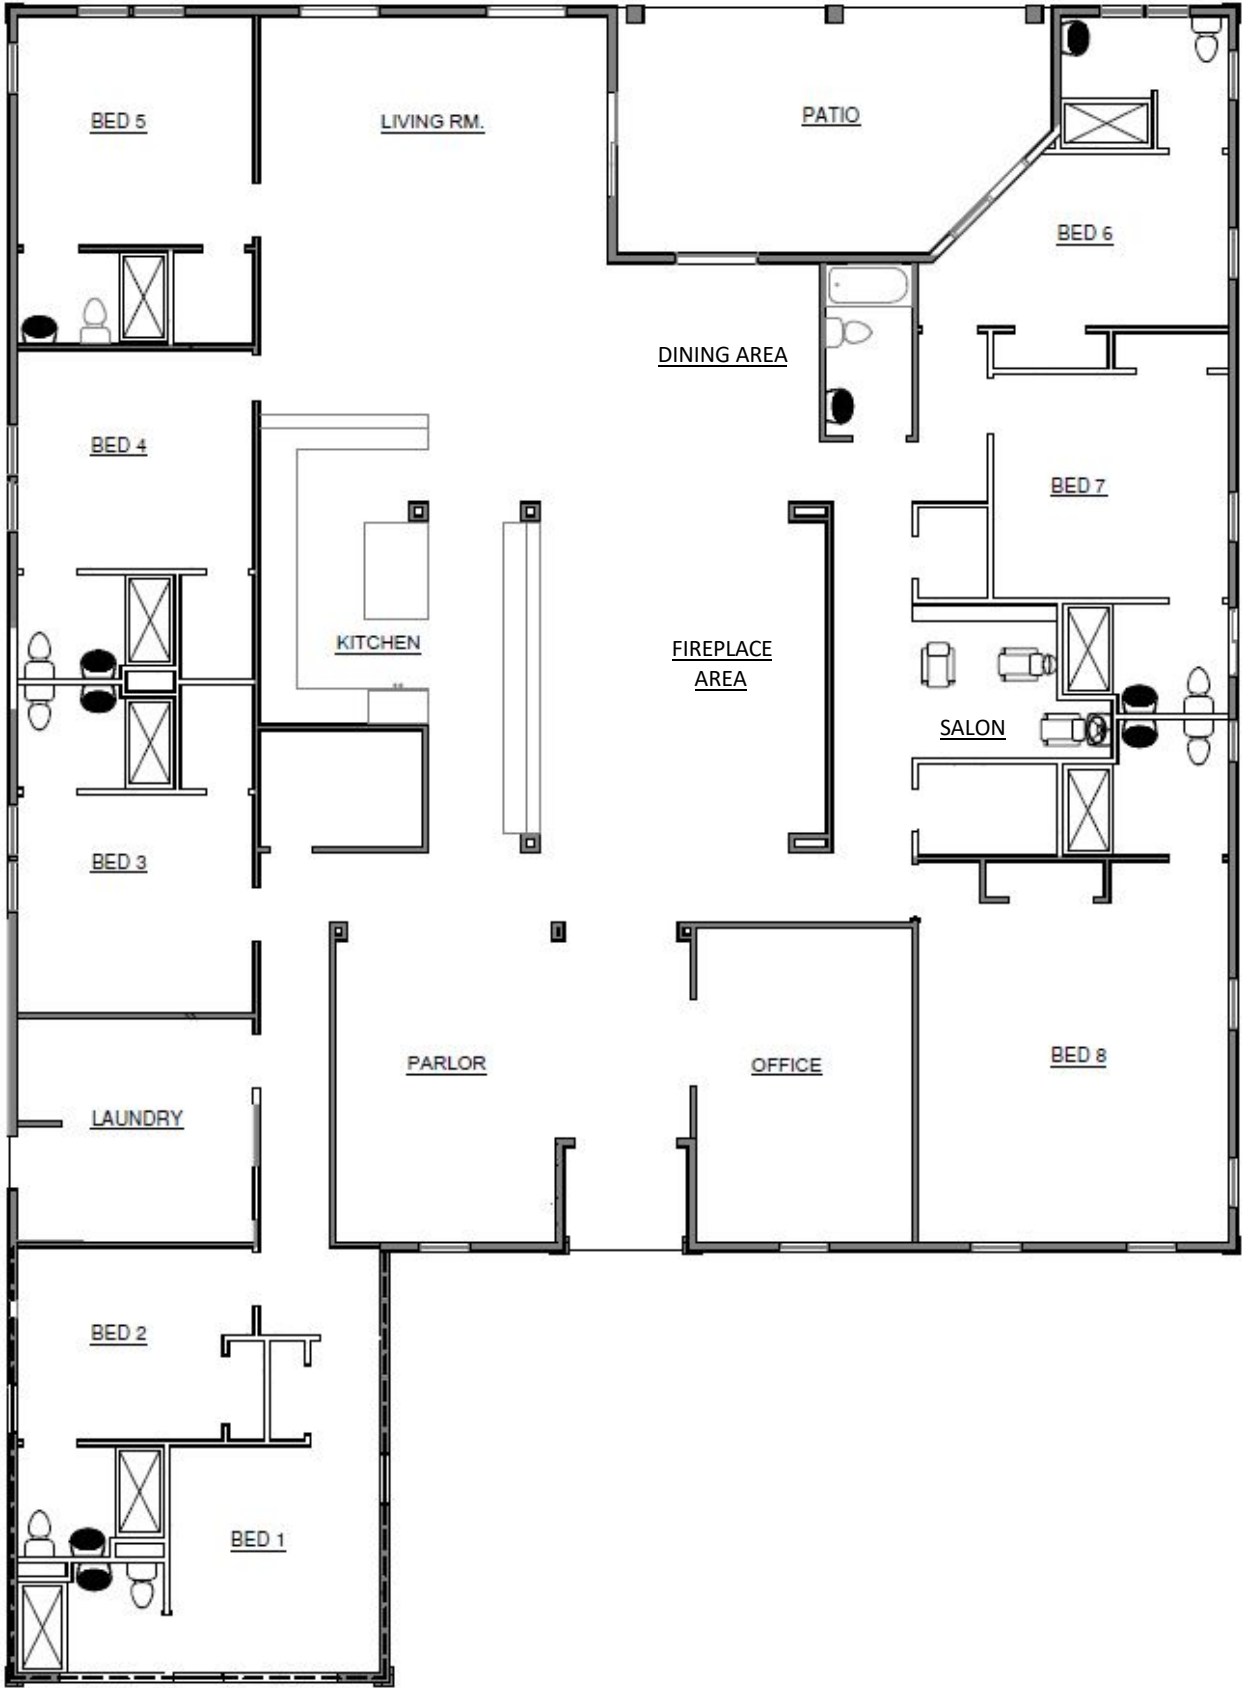 BED 5
LIVING RM.
PATIO
BED 6
DINING AREA
BED 4
BED 7
KITCHEN
FIREPLACE
AREA
SALON
BED 3
PARLOR
OFFICE
BED 8
LAUNDRY
BED 2
BED 1